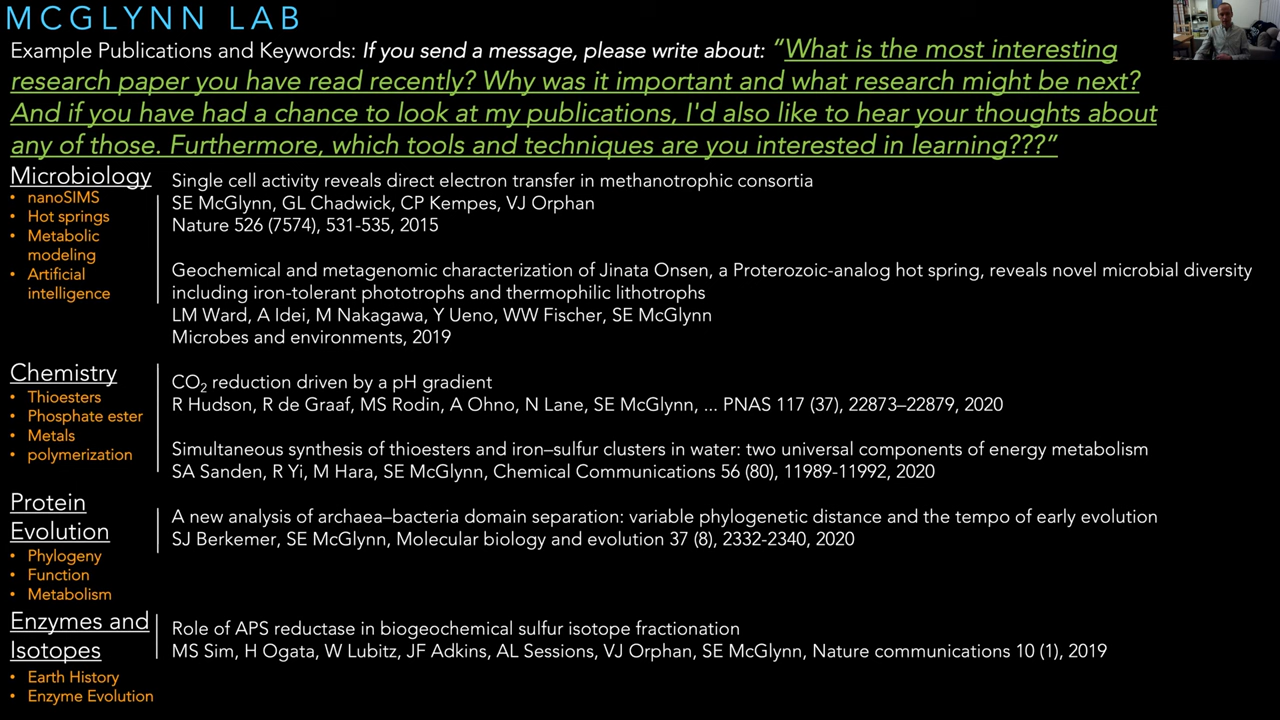 MCGLYNN LAB
Example Publications and Keywords: If you send a message, please write about: “What is the most interesting
research paper you have read recently? Why was it important and what research might be next?
And if you have had a chance to look at my publications, I'd also like to hear your thoughts about
any of those. Furthermore, which tools and techniques are you interested in learning???”
Microbiology
• nanoSIMS
• Hot springs
• Metabolic
modeling
• Artificial
intelligence
Single cell activity reveals direct electron transfer in methanotrophic consortia
SE McGlynn, GL Chadwick, CP Kempes, VJ Orphan
Nature 526 (7574), 531-535, 2015
Geochemical and metagenomic characterization of Jinata Onsen, a Proterozoic-analog hot spring, reveals novel microbial diversity
including iron-tolerant phototrophs and thermophilic lithotrophs
LM Ward, A Idei, M Nakagawa, Y Ueno, WW Fischer, SE McGlynn
Microbes and environments, 2019
Chemistry
• Thioesters
• Phosphate ester
• Metals
• polymerization
CO2 reduction driven by a pH gradient
R Hudson, R de Graaf, MS Rodin, A Ohno, N Lane, SE McGlynn, ... PNAS 117 (37), 22873–22879, 2020
Simultaneous synthesis of thioesters and iron–sulfur clusters in water: two universal components of energy metabolism
SA Sanden, R Yi, M Hara, SE McGlynn, Chemical Communications 56 (80), 11989-11992, 2020
Protein
Evolution
• Phylogeny
• Function
• Metabolism
A new analysis of archaea–bacteria domain separation: variable phylogenetic distance and the tempo of early evolution
SJ Berkemer, SE McGlynn, Molecular biology and evolution 37 (8), 2332-2340, 2020
Enzymes and
Isotopes
• Earth History
• Enzyme Evolution
Role of APS reductase in biogeochemical sulfur isotope fractionation
MS Sim, H Ogata, W Lubitz, JF Adkins, AL Sessions, VJ Orphan, SE McGlynn, Nature communications 10 (1), 2019